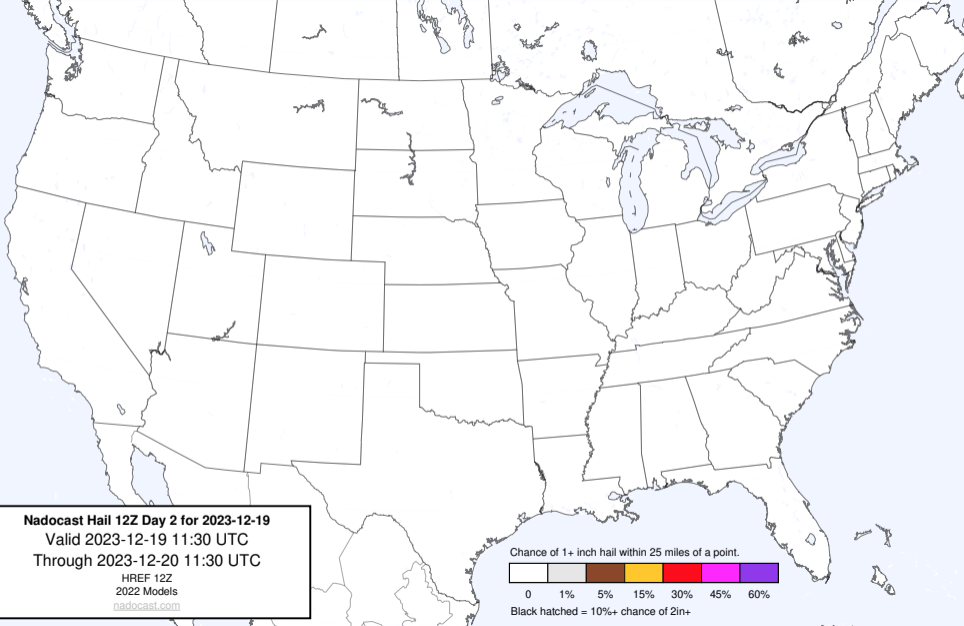 Nadocast Hail 12Z Day 2 for 2023-12-19
Valid 2023-12-19 11:30 UTC
Through 2023-12-20 11:30 UTC
HREF 12Z
2022 Models
nadocast.com
Chance of 1+ inch hail within 25 miles of a point.
0 1% 5% 15% 30% 45% 60%
Black hatched = 10%+ chance of 2in+